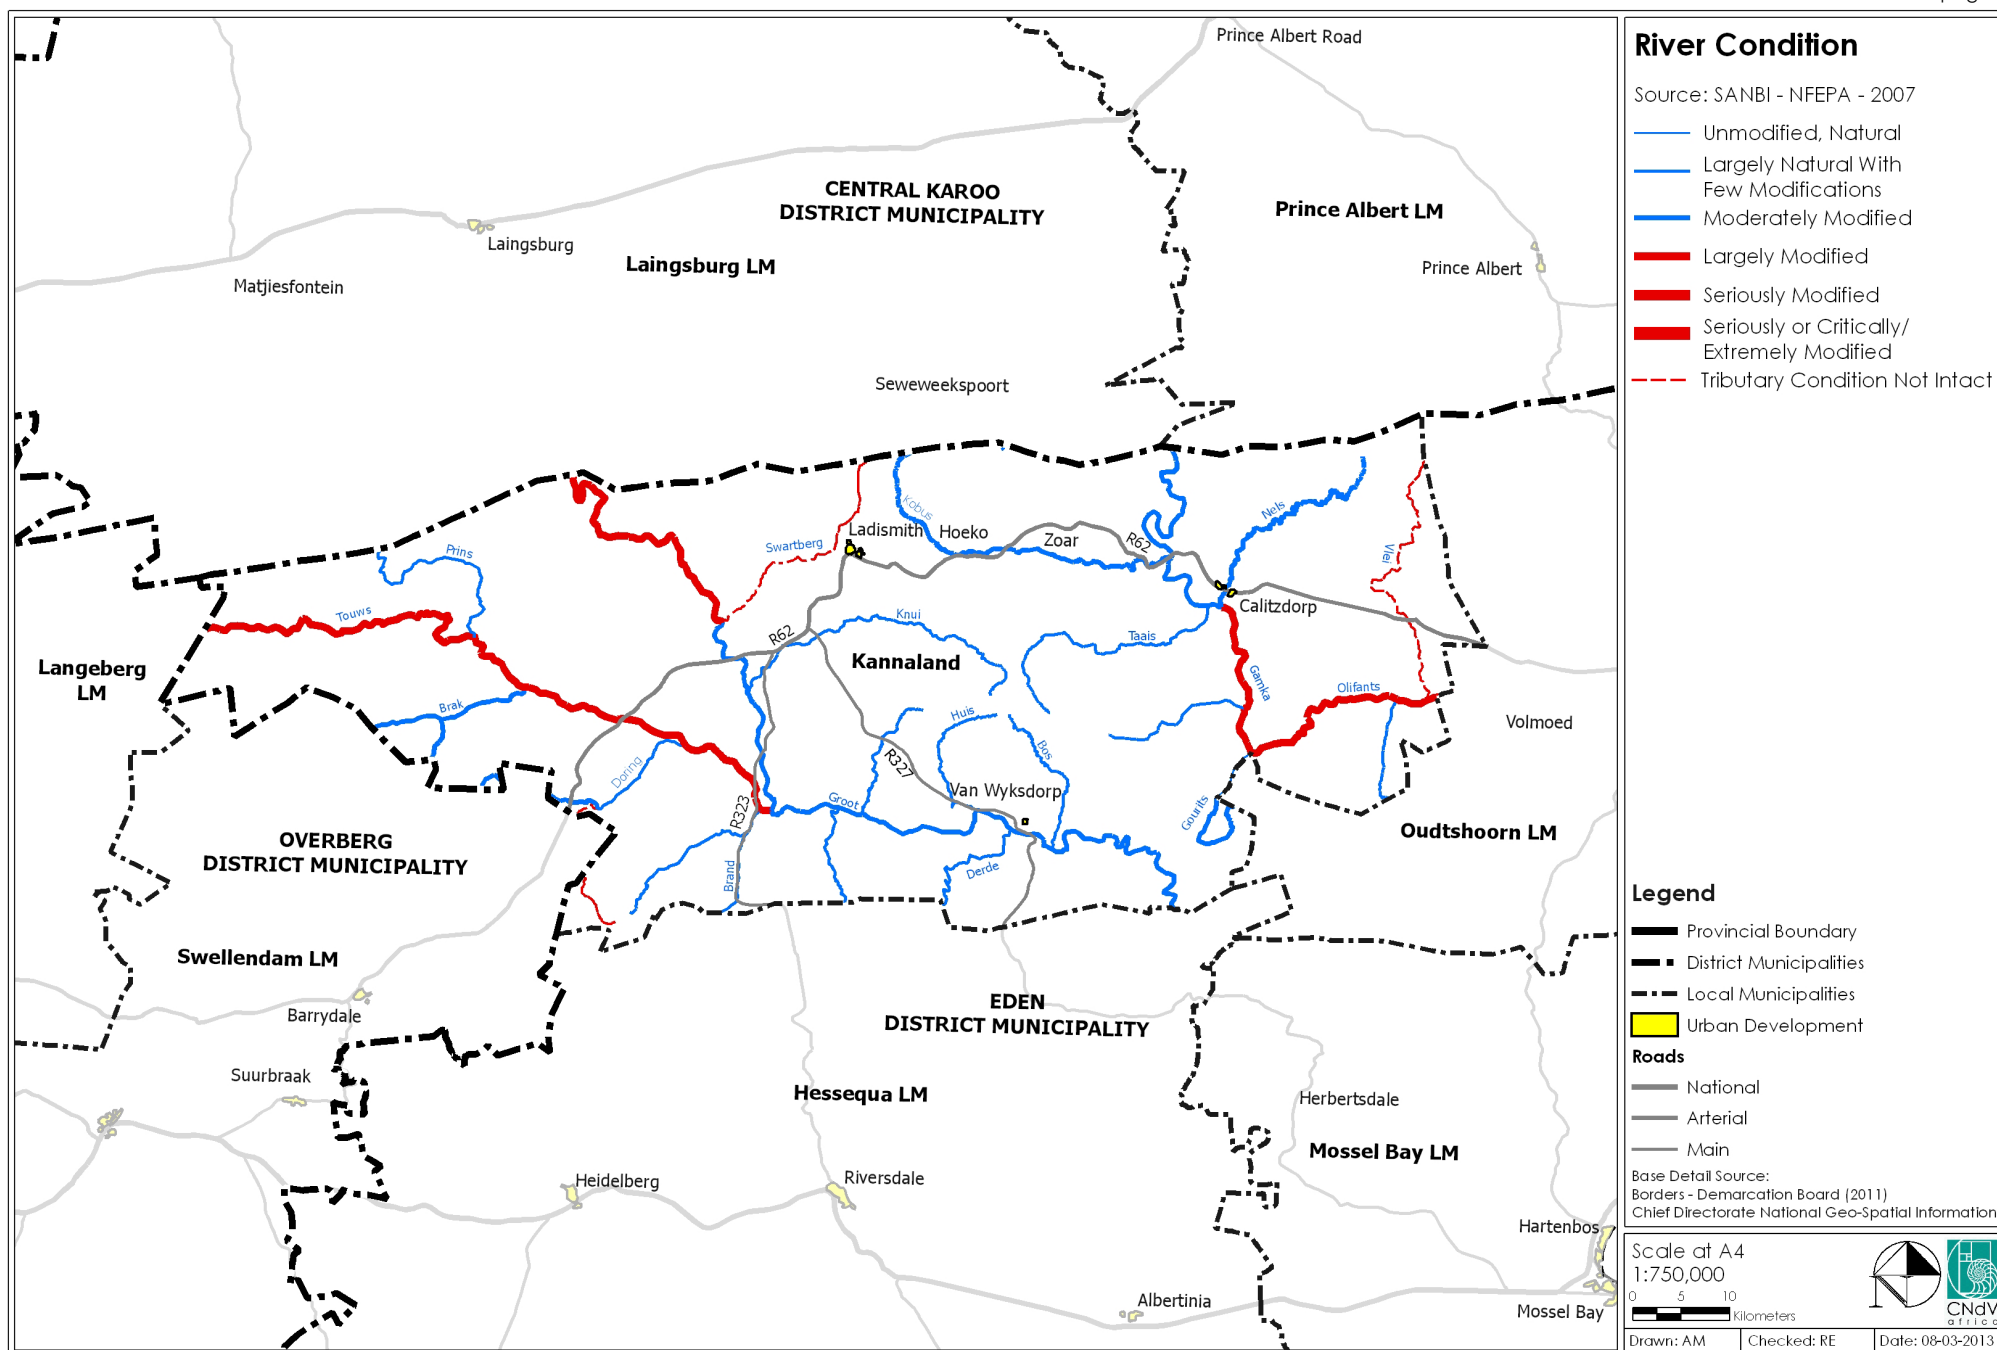 Prince Albert Road
CENTRAL KAROO
DISTRICT MUNICIPALITY
Prince Albert LM
Laingsburg
Laingsburg LM
Prince Albert
Matjiesfontein
Seweweekspoort
Kobus
Nels
Ladismith
Hoeko
Zoar
R62
Swartberg
Prins
Vlei
Touws
Calitzdorp
Knui
R62
Taais
Kannaland
Langeberg
LM
Gamka
Olifants
Brak
Huis
Volmoed
Bos
R327
Doring
Van Wyksdorp
Groot
R323
Gourits
Oudtshoorn LM
OVERBERG
DISTRICT MUNICIPALITY
Brand
Derde
Swellendam LM
EDEN
DISTRICT MUNICIPALITY
Barrydale
Suurbraak
Hessequa LM
Herbertsdale
Mossel Bay LM
Heidelberg
Riversdale
Hartenbos
Albertinia
Mossel Bay
River Condition
Source: SANBI - NFEPA - 2007
Unmodified, Natural
Largely Natural With
Few Modifications
Moderately Modified
Largely Modified
Seriously Modified
Seriously or Critically/
Extremely Modified
Tributary Condition Not Intact
Legend
Provincial Boundary
District Municipalities
Local Municipalities
Urban Development
Roads
National
Arterial
Main
Base Detail Source:
Borders - Demarcation Board (2011)
Chief Directorate National Geo-Spatial Information
Scale at A4
1:750,000
0 5 10
Kilometers
CNdV
africa
Drawn: AM
Checked: RE
Date: 08-03-2013